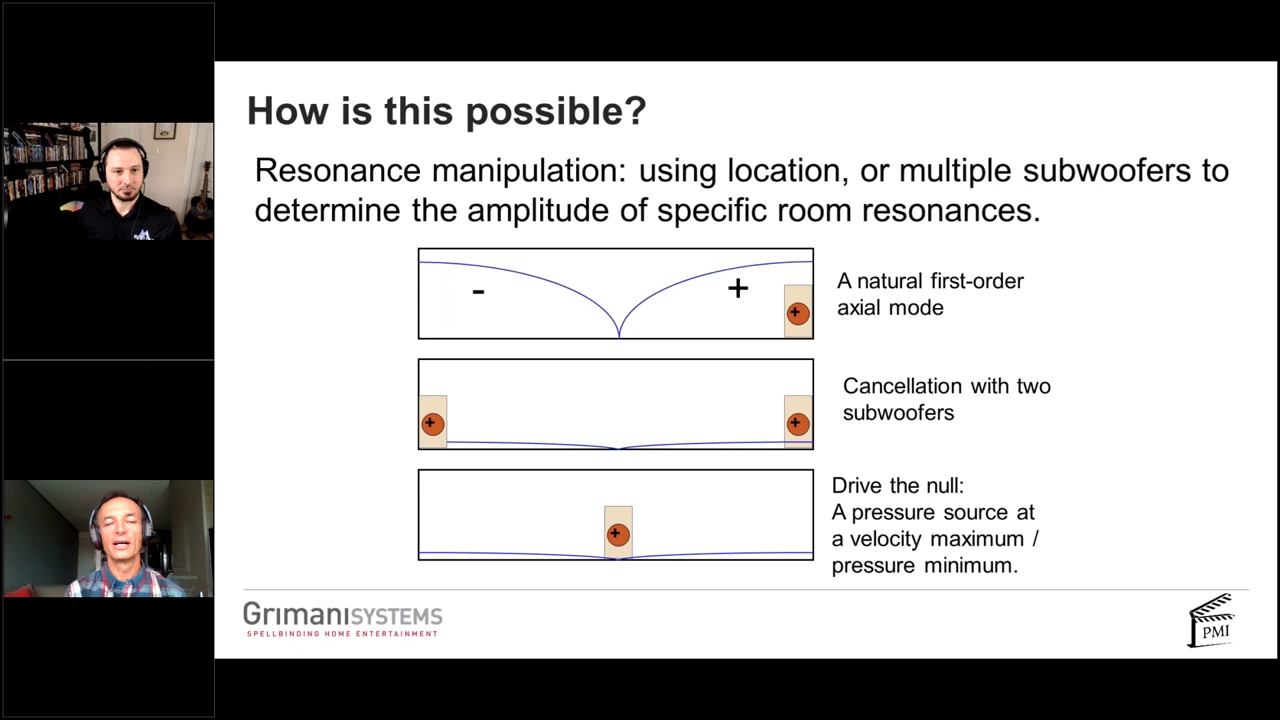 How is this possible?
Resonance manipulation: using location, or multiple subwoofers to
determine the amplitude of specific room resonances.
- +
+
A natural first-order
axial mode
+ +
Cancellation with two
subwoofers
+
Drive the null:
A pressure source at
a velocity maximum /
pressure minimum.
GrimaniSYSTEMS
SPELLBINDING HOME ENTERTAINMENT
PMI